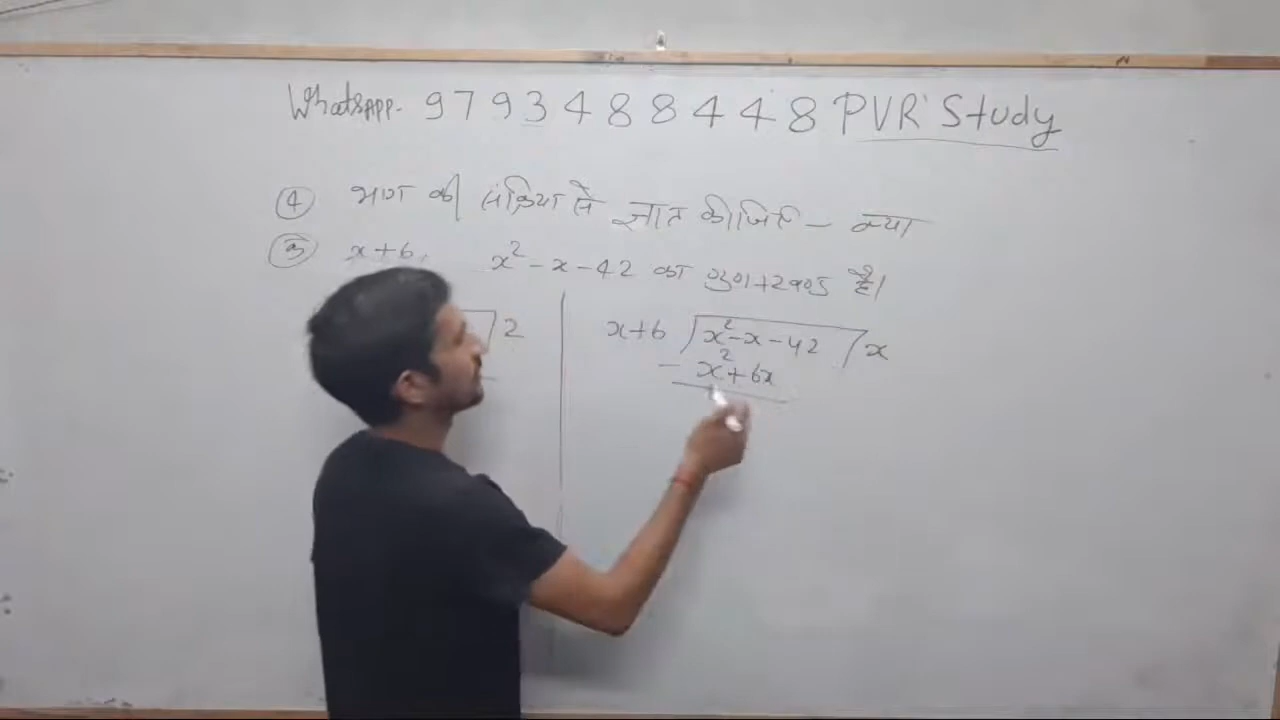 WhatsApp. 9793488448 PVR Study
④ भाग की संक्रिया से ज्ञात कीजिए – क्या
क x+6, x² - x - 42 का गुणनखण्ड है।
2
x+6 x² - x - 42 x
- x² + 6x